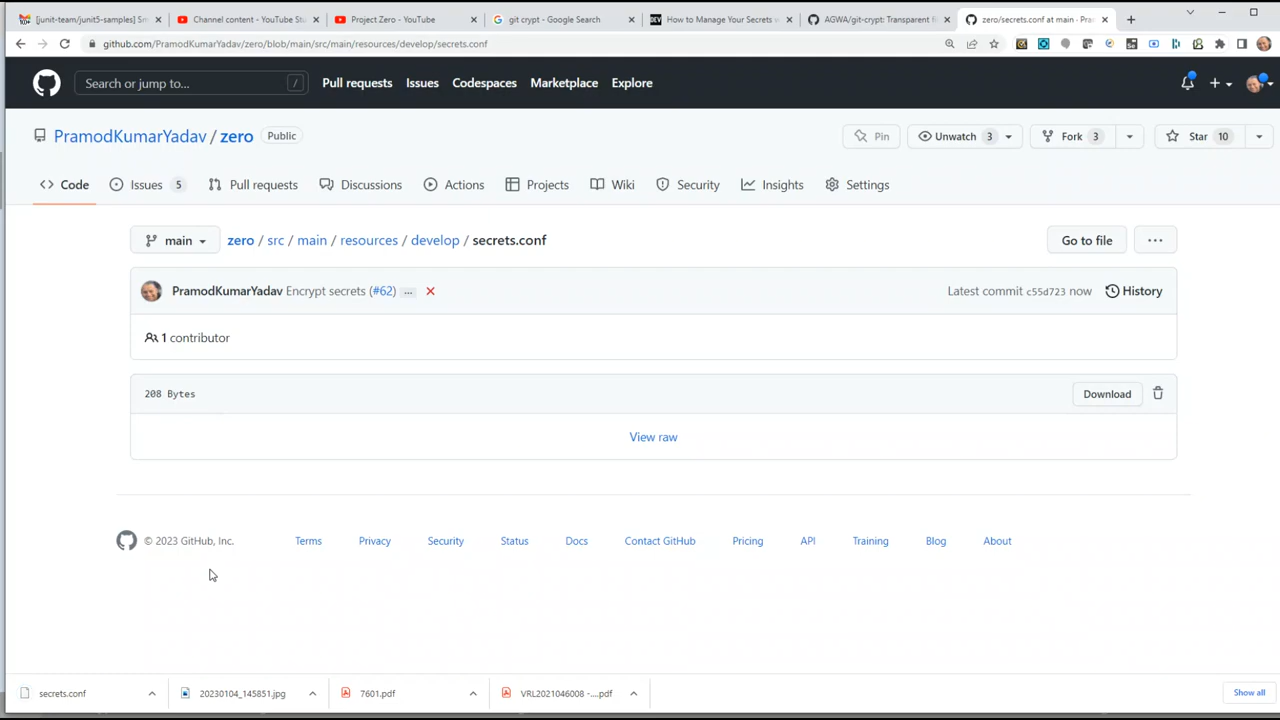 [junit-team/junit5-samples] Sm
Channel content - YouTube Stu
Project Zero - YouTube
git crypt - Google Search
How to Manage Your Secrets w
AGWA/git-crypt: Transparent fi
zero/secrets.conf at main · Pra
github.com/PramodKumarYadav/zero/blob/main/src/main/resources/develop/secrets.conf
Search or jump to...
/
Pull requests
Issues
Codespaces
Marketplace
Explore
PramodKumarYadav / zero
Public
Pin
Unwatch 3
Fork 3
Star 10
Code
Issues 5
Pull requests
Discussions
Actions
Projects
Wiki
Security
Insights
Settings
main
zero / src / main / resources / develop / secrets.conf
Go to file
...
PramodKumarYadav Encrypt secrets (#62) ...
Latest commit c55d723 now
History
1 contributor
208 Bytes
Download
View raw
© 2023 GitHub, Inc.
Terms
Privacy
Security
Status
Docs
Contact GitHub
Pricing
API
Training
Blog
About
secrets.conf
20230104_145851.jpg
7601.pdf
VRL2021046008 -....pdf
Show all